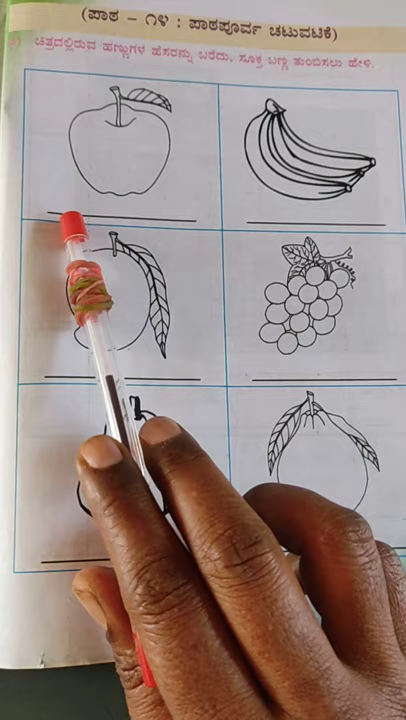 (ಪಾಠ - ೧೪ : ಪಾಠಪೂರ್ವ ಚಟುವಟಿಕೆ)
ಚಿತ್ರದಲ್ಲಿರುವ ಹಣ್ಣುಗಳ ಹೆಸರನ್ನು ಬರೆದು, ಸೂಕ್ತ ಬಣ್ಣ ತುಂಬಿಸಲು ಹೇಳಿ.